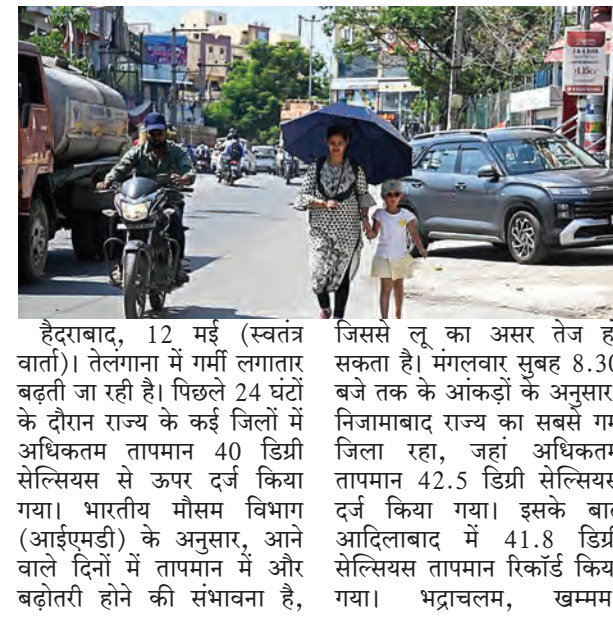 हैदराबाद, 12 मई (स्वतंत्र
वार्ता)। तेलंगाना में गर्मी लगातार
बढ़ती जा रही है। पिछले 24 घंटों
के दौरान राज्य के कई जिलों में
अधिकतम तापमान 40 डिग्री
सेल्सियस से ऊपर दर्ज किया
गया। भारतीय मौसम विभाग
(आईएमडी) के अनुसार, आने
वाले दिनों में तापमान में और
बढ़ोतरी होने की संभावना है,
जिससे लू का असर तेज हो
सकता है। मंगलवार सुबह 8.30
बजे तक के आंकड़ों के अनुसार
निजामाबाद राज्य का सबसे गर्म
जिला रहा, जहां अधिकतम
तापमान 42.5 डिग्री सेल्सियस
दर्ज किया गया। इसके बाद
आदिलाबाद में 41.8 डिग्री
सेल्सियस तापमान रिकॉर्ड किया
गया। भद्राचलम, खम्मम